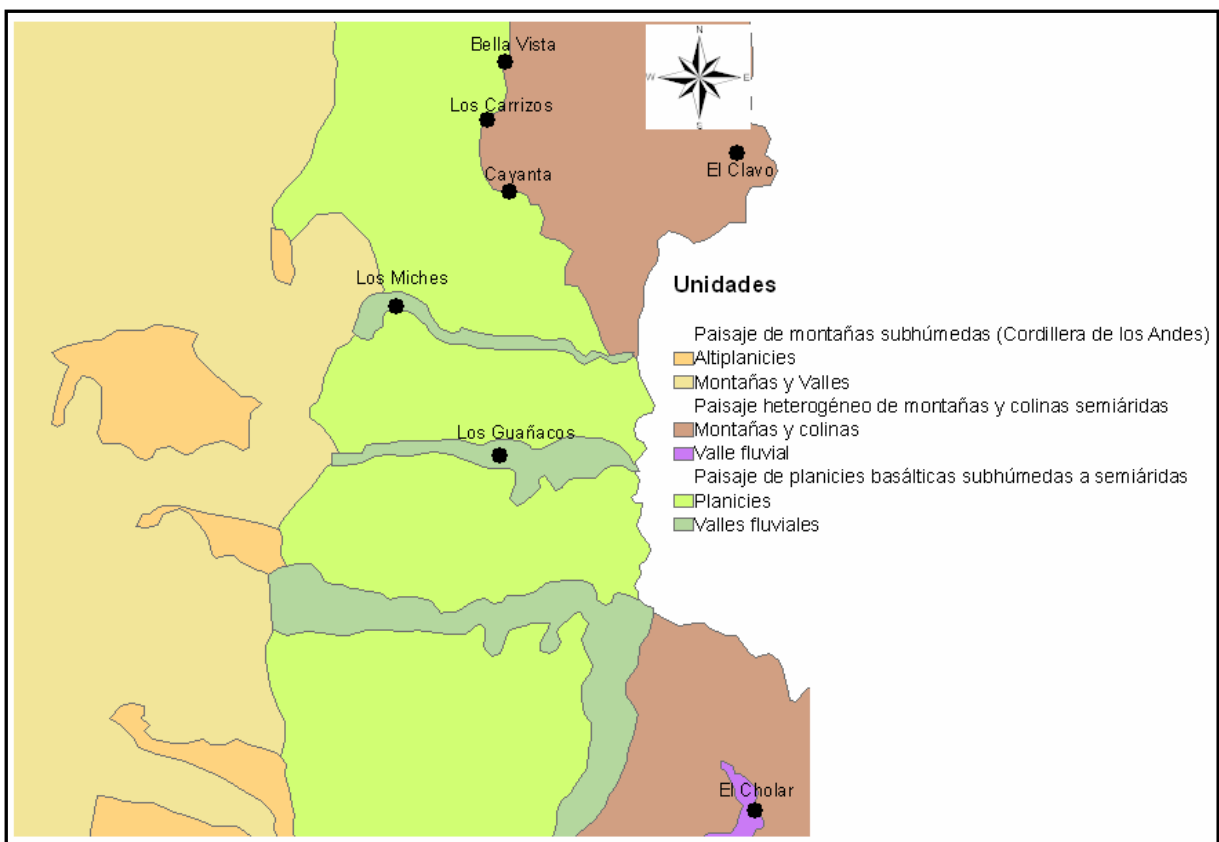 Bella Vista
N
W
E
S
Los Carrizos
El Clavo
Cayanta
Los Miches
Los Guañacos
El Cholar
Unidades
Paisaje de montañas subhúmedas (Cordillera de los Andes)
Altiplanicies
Montañas y Valles
Paisaje heterogéneo de montañas y colinas semiáridas
Montañas y colinas
Valle fluvial
Paisaje de planicies basálticas subhúmedas a semiáridas
Planicies
Valles fluviales